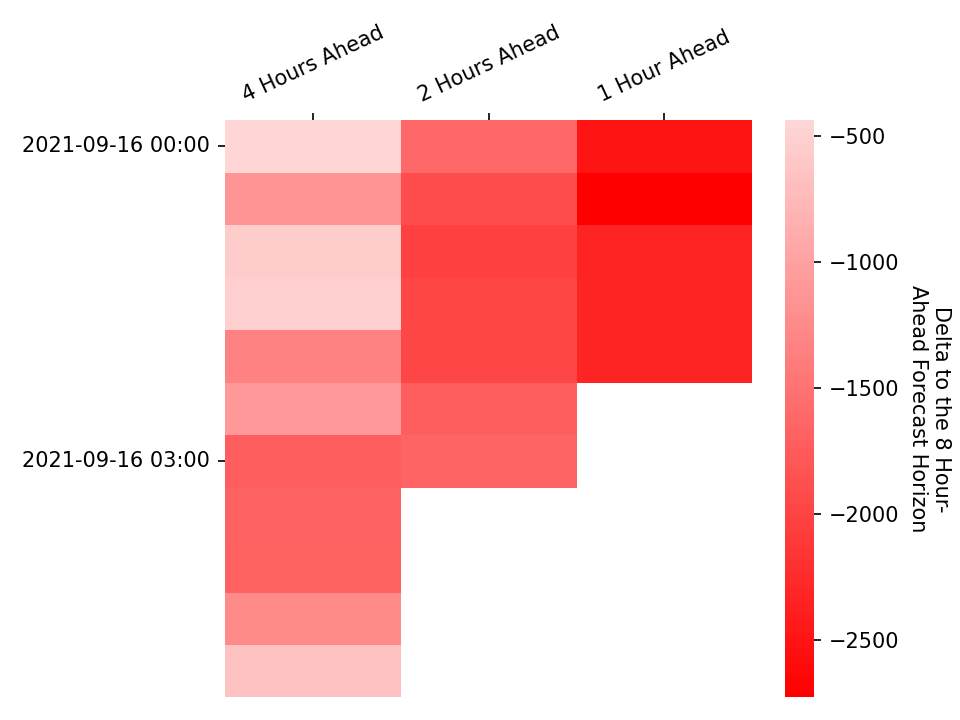 4 Hours Ahead
2 Hours Ahead
1 Hour Ahead
2021-09-16 00:00
2021-09-16 03:00
−500
−1000
−1500
−2000
−2500
Delta to the 8 Hour-
Ahead Forecast Horizon